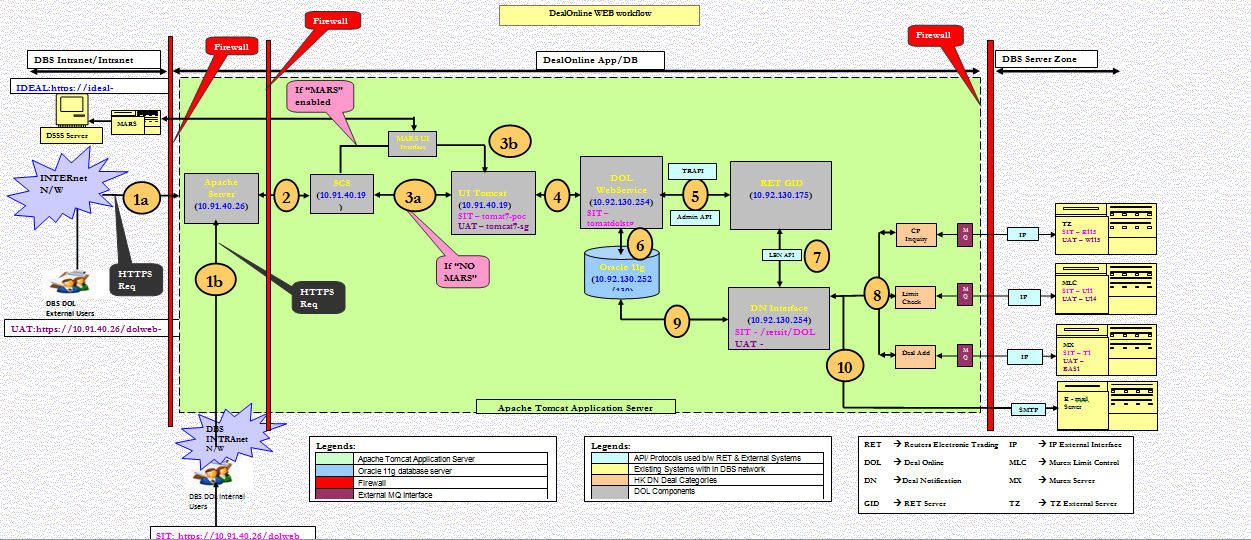 DealOnline WEB workflow
Firewall
Firewall
Firewall
DBS Intranet/Intranet
DealOnline App/DB
DBS Server Zone
IDEAL:https://ideal-
If "MARS"
enabled
MARS
D555 Server
MARS UI
Interface
3b
INTERnet
N/W
1a
Apache
Server
(10.91.40.26)
2
SCS
(10.91.40.19
)
3a
UI Tomcat
(10.91.40.19)
SIT – tomat7-poc
UAT – tomcat7-sg
4
DOL
WebService
(10.92.130.254)
SIT –
tomatdolstg
TRAPI
5
Admin API
RET GID
(10.92.130.175)
6
Oracle 11g
(10.92.130.252
/130)
LBN API
7
CP
Inquiry
M
Q
IP
TZ
SIT – E113
UAT – W113
HTTPS
Req
1b
HTTPS
Req
If "NO
MARS"
DBS DOL
External Users
UAT:https://10.91.40.26/dolweb-
9
DN Interface
(10.92.130.254)
SIT - /retsit/DOL
UAT -
8
Limit
Check
M
Q
IP
MLC
SIT – U11
UAT – U14
Deal Add
M
Q
IP
MX
SIT – T1
UAT –
BAS1
10
SMTP
E - mail
Server
Apache Tomcat Application Server
DBS
INTRAnet
N/W
DBS DOL Internal
Users
SIT: https://10.91.40.26/dolweb
Legends:
Apache Tomcat Application Server
Oracle 11g database server
Firewall
External MQ Interface
Legends:
API/ Protocols used b/w RET & External Systems
Existing Systems with in DBS network
HK DN Deal Categories
DOL Components
RET → Reuters Electronic Trading IP → IP External Interface
DOL → Deal Online MLC → Murex Limit Control
DN → Deal Notification MX → Murex Server
GID → RET Server TZ → TZ External Server